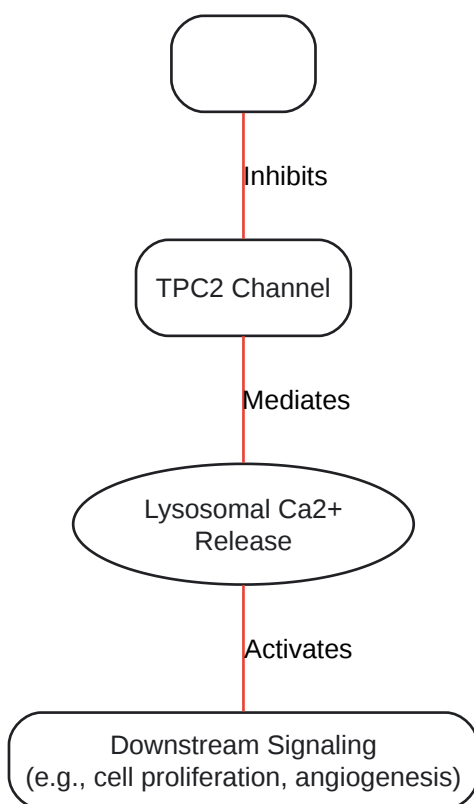 Inhibits
TPC2 Channel
Mediates
Lysosomal Ca2+
Release
Activates
Downstream Signaling
(e.g., cell proliferation, angiogenesis)